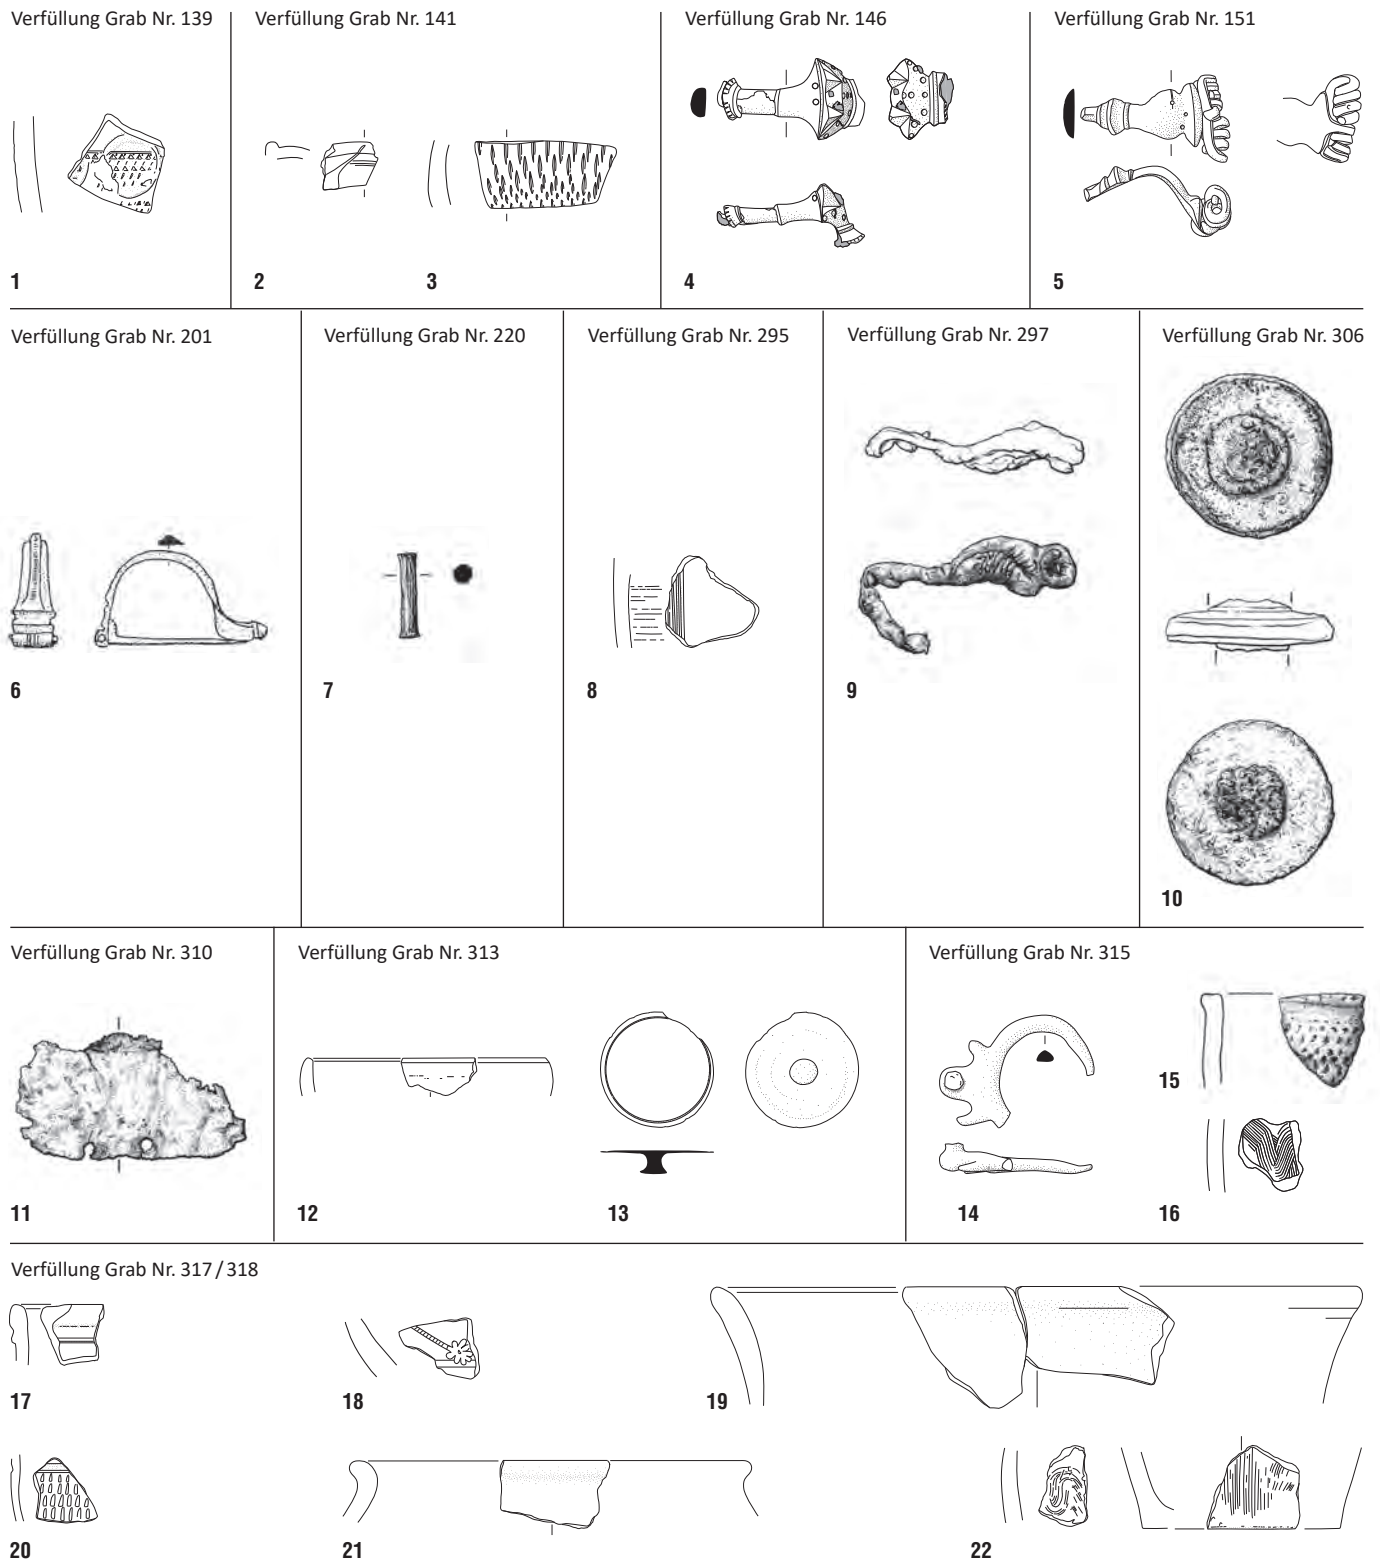 Verfüllung Grab Nr. 139
Verfüllung Grab Nr. 141
Verfüllung Grab Nr. 146
Verfüllung Grab Nr. 151
1
2
3
4
5
Verfüllung Grab Nr. 201
Verfüllung Grab Nr. 220
Verfüllung Grab Nr. 295
Verfüllung Grab Nr. 297
Verfüllung Grab Nr. 306
6
7
8
9
10
Verfüllung Grab Nr. 310
Verfüllung Grab Nr. 313
Verfüllung Grab Nr. 315
11
12
13
14
15
16
Verfüllung Grab Nr. 317/318
17
18
19
20
21
22